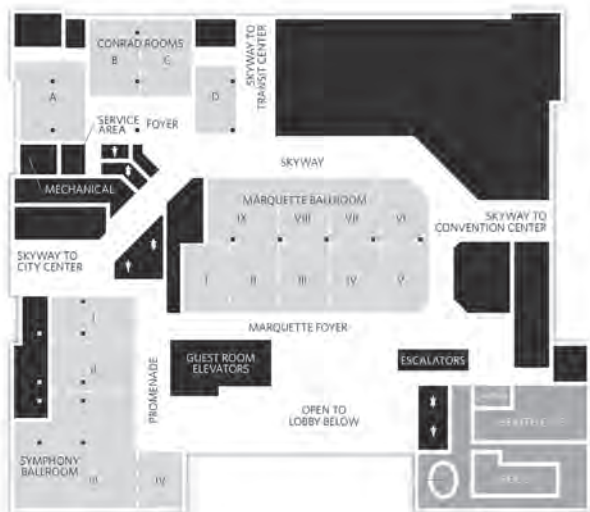 CONRAD ROOMS
B
C
A
D
SKYWAY TO
TRANSIT CENTER
SERVICE
AREA
FOYER
MECHANICAL
SKYWAY
MARQUETTE BALLROOM
IX
VIII
VII
VI
I
II
III
IV
V
SKYWAY TO
CONVENTION CENTER
SKYWAY TO
CITY CENTER
MARQUETTE FOYER
GUEST ROOM
ELEVATORS
ESCALATORS
PROMENADE
OPEN TO
LOBBY BELOW
I
II
SYMPHONY
BALLROOM
III
IV